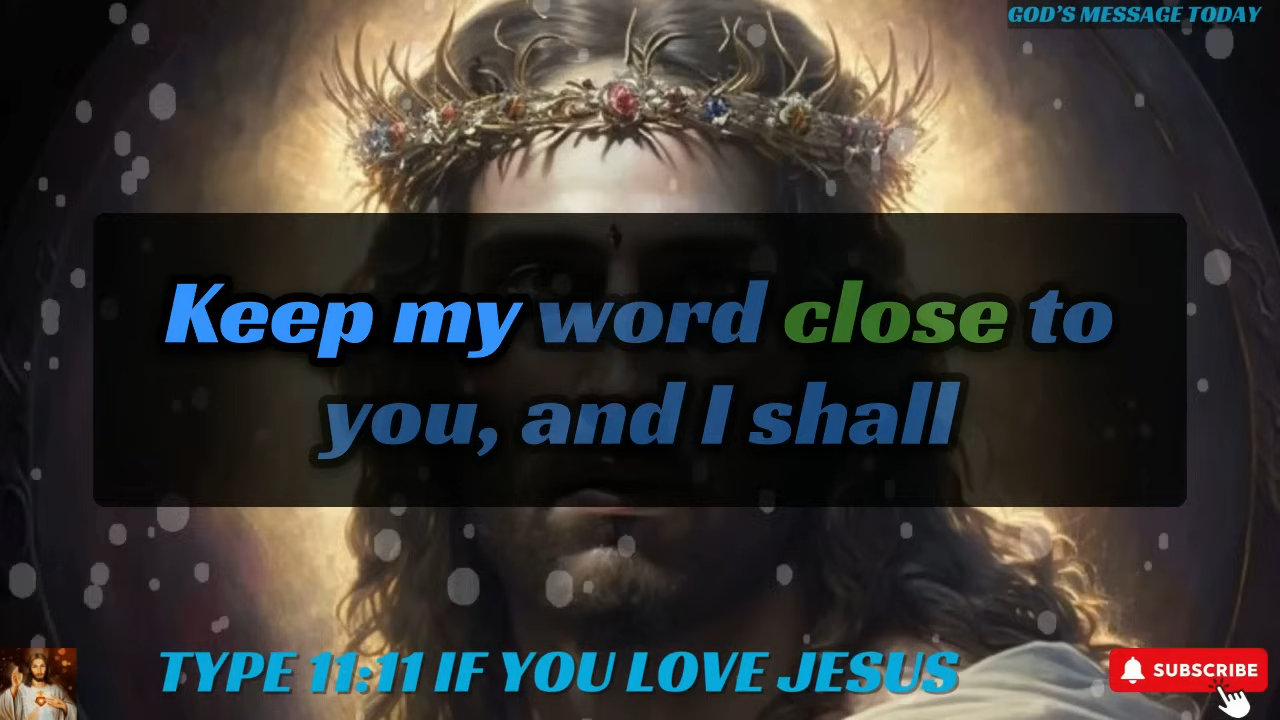 GOD'S MESSAGE TODAY
Keep my word close to
you, and I shall
TYPE 11:11 IF YOU LOVE JESUS
SUBSCRIBE